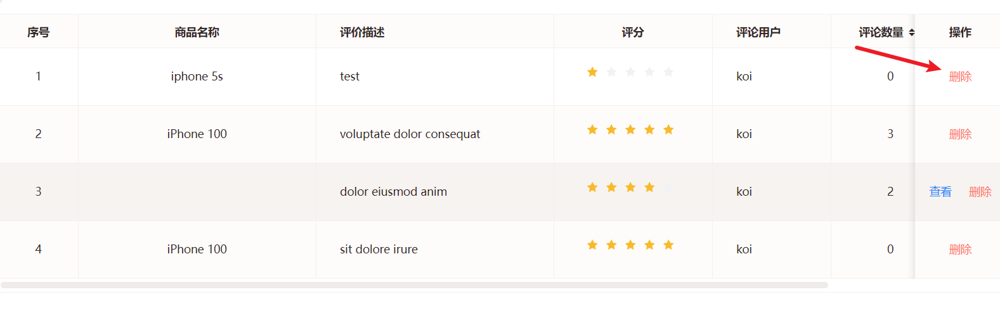 序号 商品名称 评价描述 评分 评论用户 评论数量 操作
1 iphone 5s test koi 0 删除
2 iPhone 100 voluptate dolor consequat koi 3 删除
3 dolor eiusmod anim koi 2 查看 删除
4 iPhone 100 sit dolore irure koi 0 删除